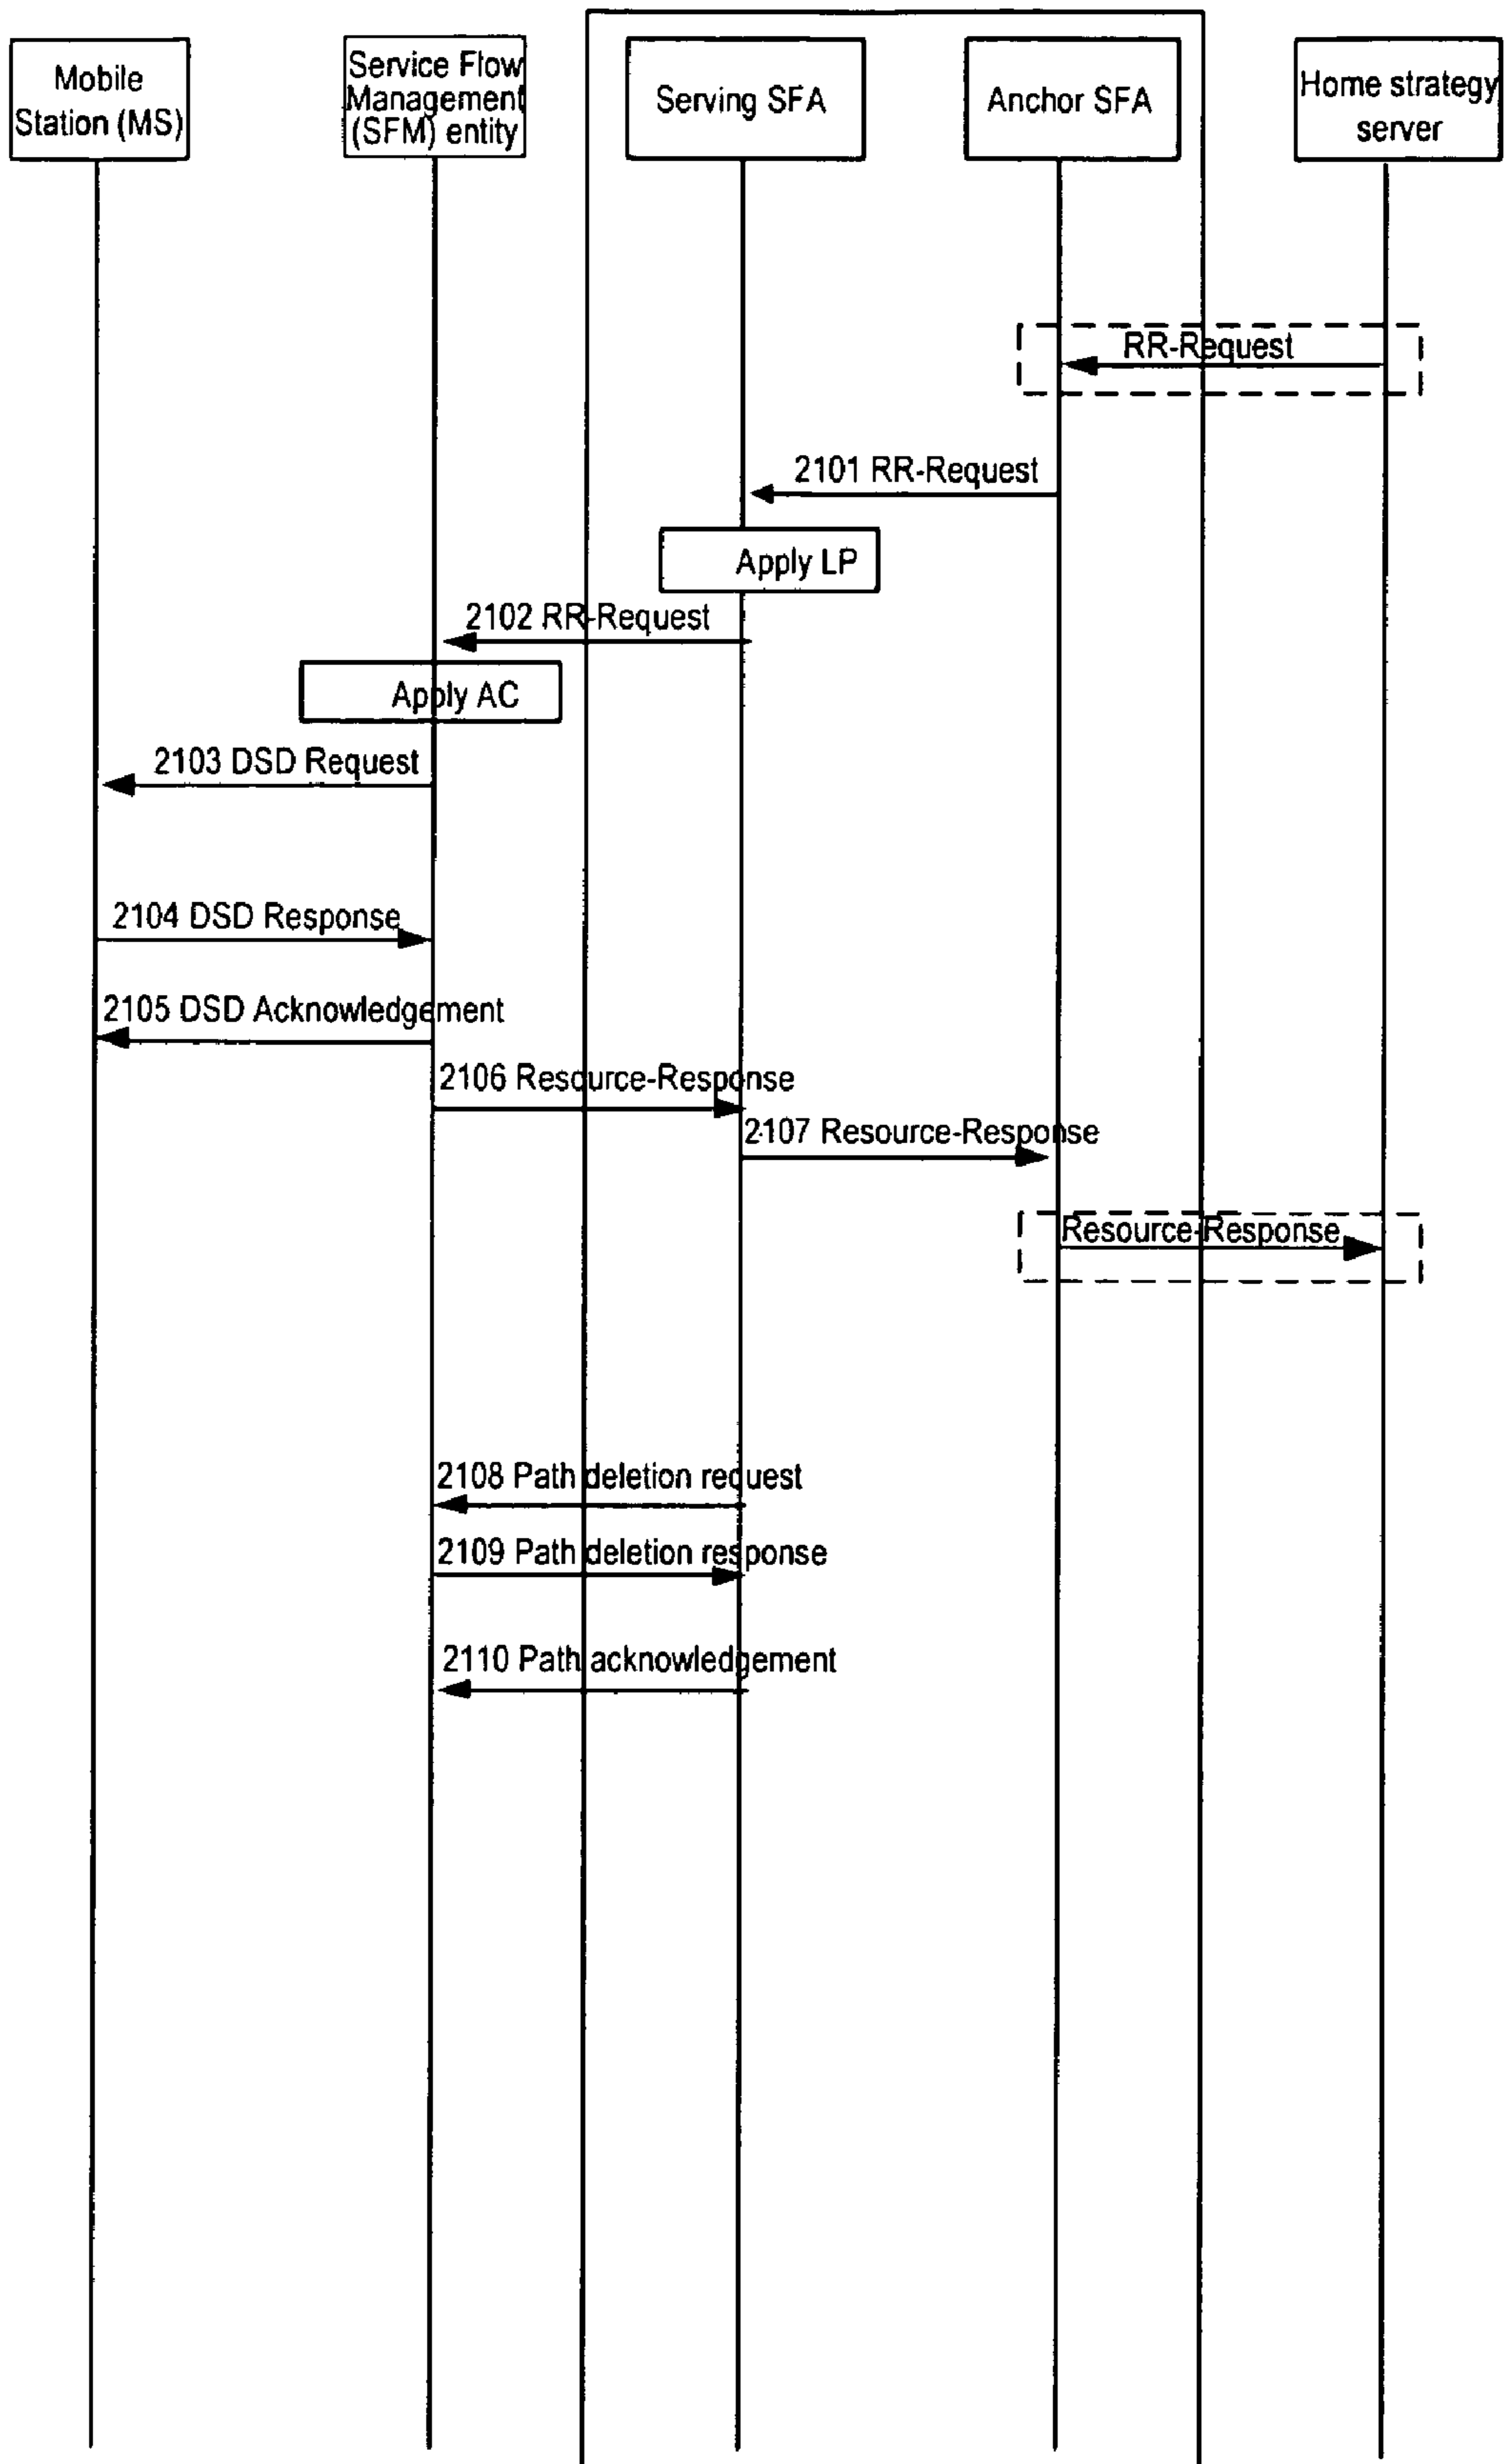 Mobile
Station (MS)
Service Flow
Management
(SFM) entity
Serving SFA
Anchor SFA
Home strategy
server
RR-Request
2101 RR-Request
Apply LP
2102 RR-Request
Apply AC
2103 DSD Request
2104 DSD Response
2105 DSD Acknowledgement
2106 Resource-Response
2107 Resource-Response
Resource-Response
2108 Path deletion request
2109 Path deletion response
2110 Path acknowledgement